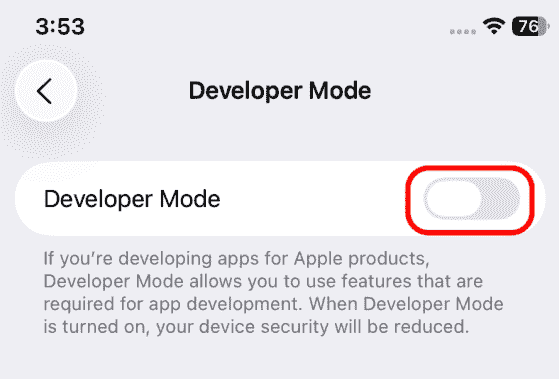 3:53
76
Developer Mode
Developer Mode
If you're developing apps for Apple products,
Developer Mode allows you to use features that are
required for app development. When Developer Mode
is turned on, your device security will be reduced.